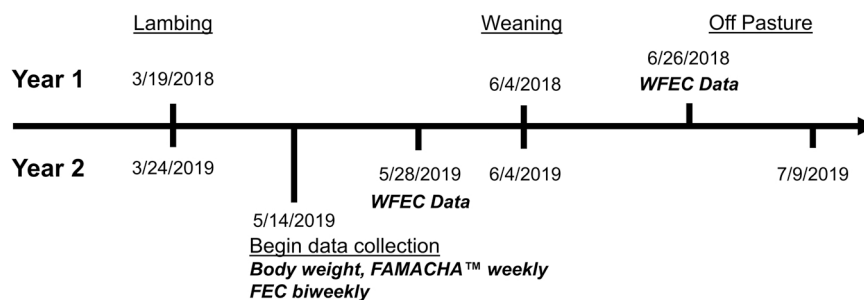 Lambing Weaning Off Pasture
6/26/2018
Year 1 3/19/2018 6/4/2018 WFEC Data
Year 2 3/24/2019 5/28/2019 6/4/2019 7/9/2019
WFEC Data
5/14/2019
Begin data collection
Body weight, FAMACHA™ weekly
FEC biweekly